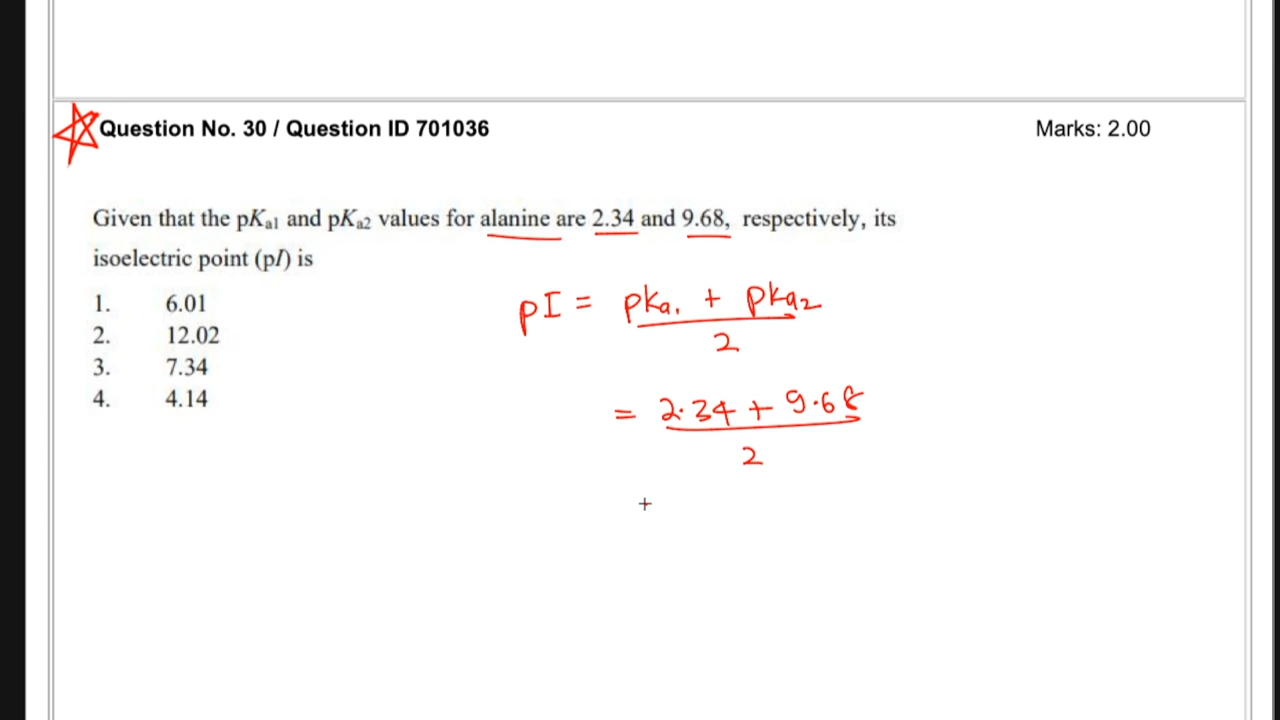 Question No. 30 / Question ID 701036 Marks: 2.00
Given that the pKa1 and pKa2 values for alanine are 2.34 and 9.68, respectively, its
isoelectric point (pI) is
1. 6.01
2. 12.02
3. 7.34
4. 4.14
pI = pka1 + pka2
2
= 2.34 + 9.68
2